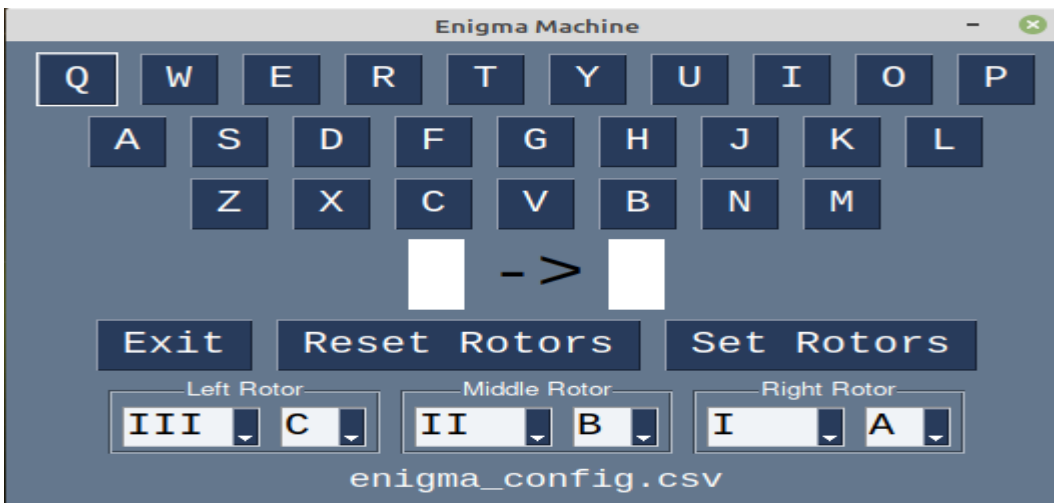 Enigma Machine
Q W E R T Y U I O P
A S D F G H J K L
Z X C V B N M
->
Exit Reset Rotors Set Rotors
Left Rotor Middle Rotor Right Rotor
III C II B I A
enigma_config.csv